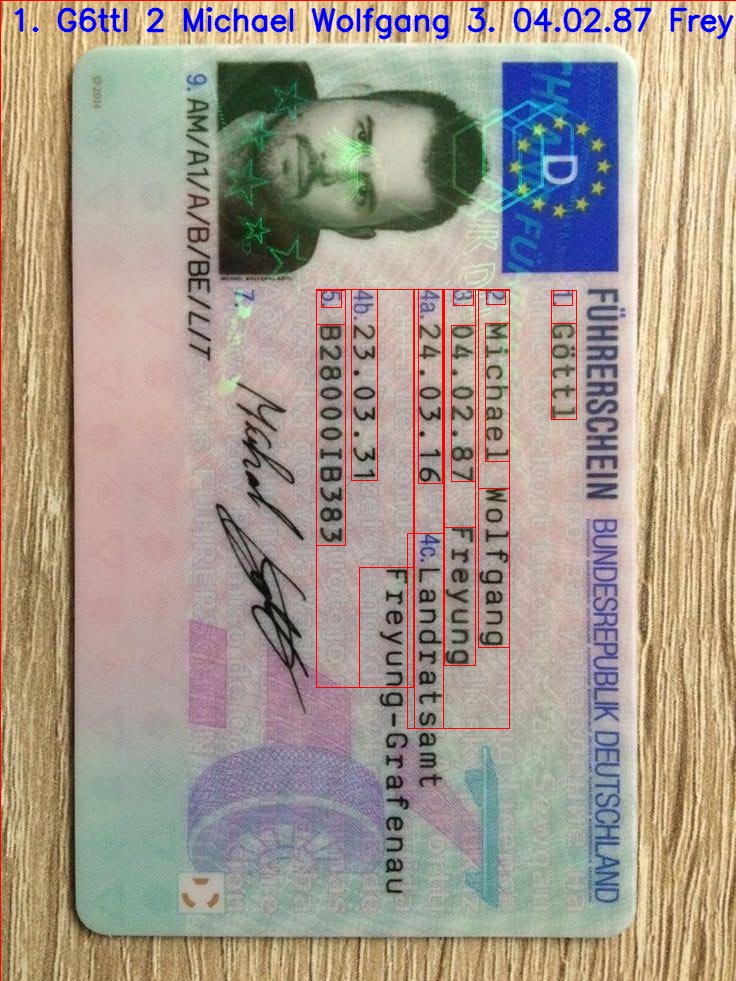 1. G6ttl 2 Michael Wolfgang 3. 04.02.87 Frey
FÜHRERSCHEIN BUNDESREPUBLIK DEUTSCHLAND
D
1. Göttl
2. Michael Wolfgang
3. 04.02.87 Freyung
4a. 24.03.16 4c. Landratsamt
Freyung-Grafenau
4b. 23.03.31
5. B28000IB383
7.
9. AM/A1/A/B/BE/L/T
© 2014